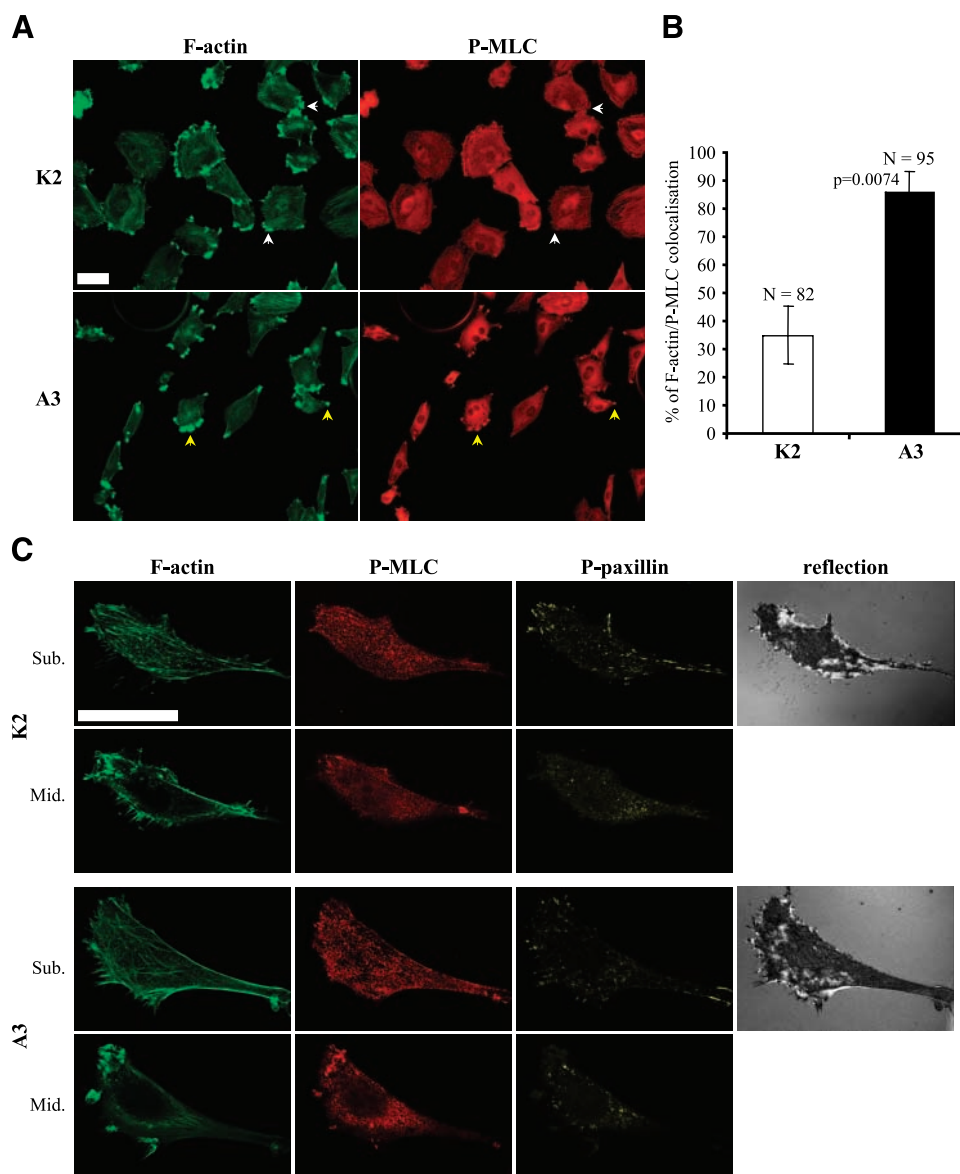 A
F-actin
P-MLC
K2
A3
B
% of F-actin/P-MLC colocalisation
100
90
80
70
60
50
40
30
20
10
0
N = 82
p=0.0074
N = 95
K2
A3
C
F-actin
P-MLC
P-paxillin
reflection
K2
Sub.
Mid.
A3
Sub.
Mid.